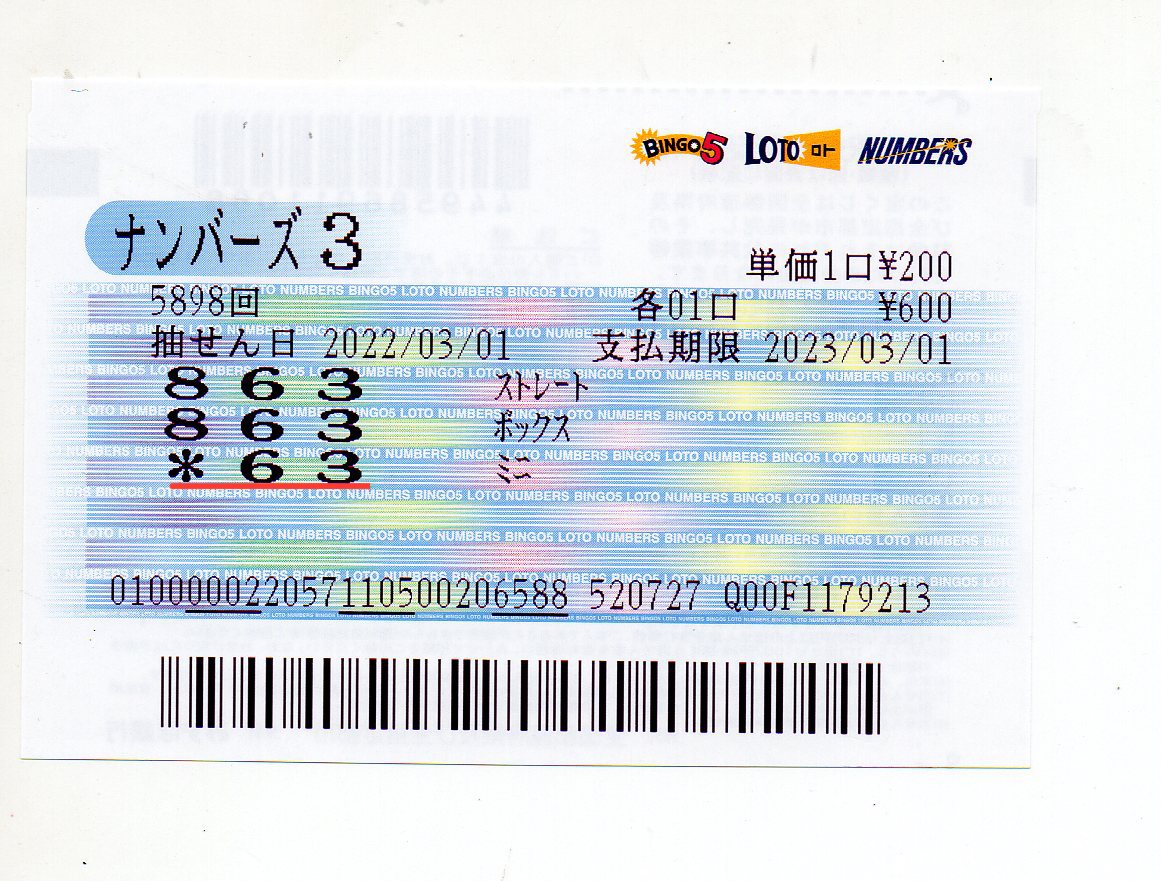 BINGO5 LOTO ロト NUMBERS
ナンバーズ3
単価1口¥200
5898回 各01口 ¥600
抽せん日 2022/03/01 支払期限 2023/03/01
863 ストレート
863 ボックス
*63 ミニ
010000022057110500206588 520727 Q00F1179213